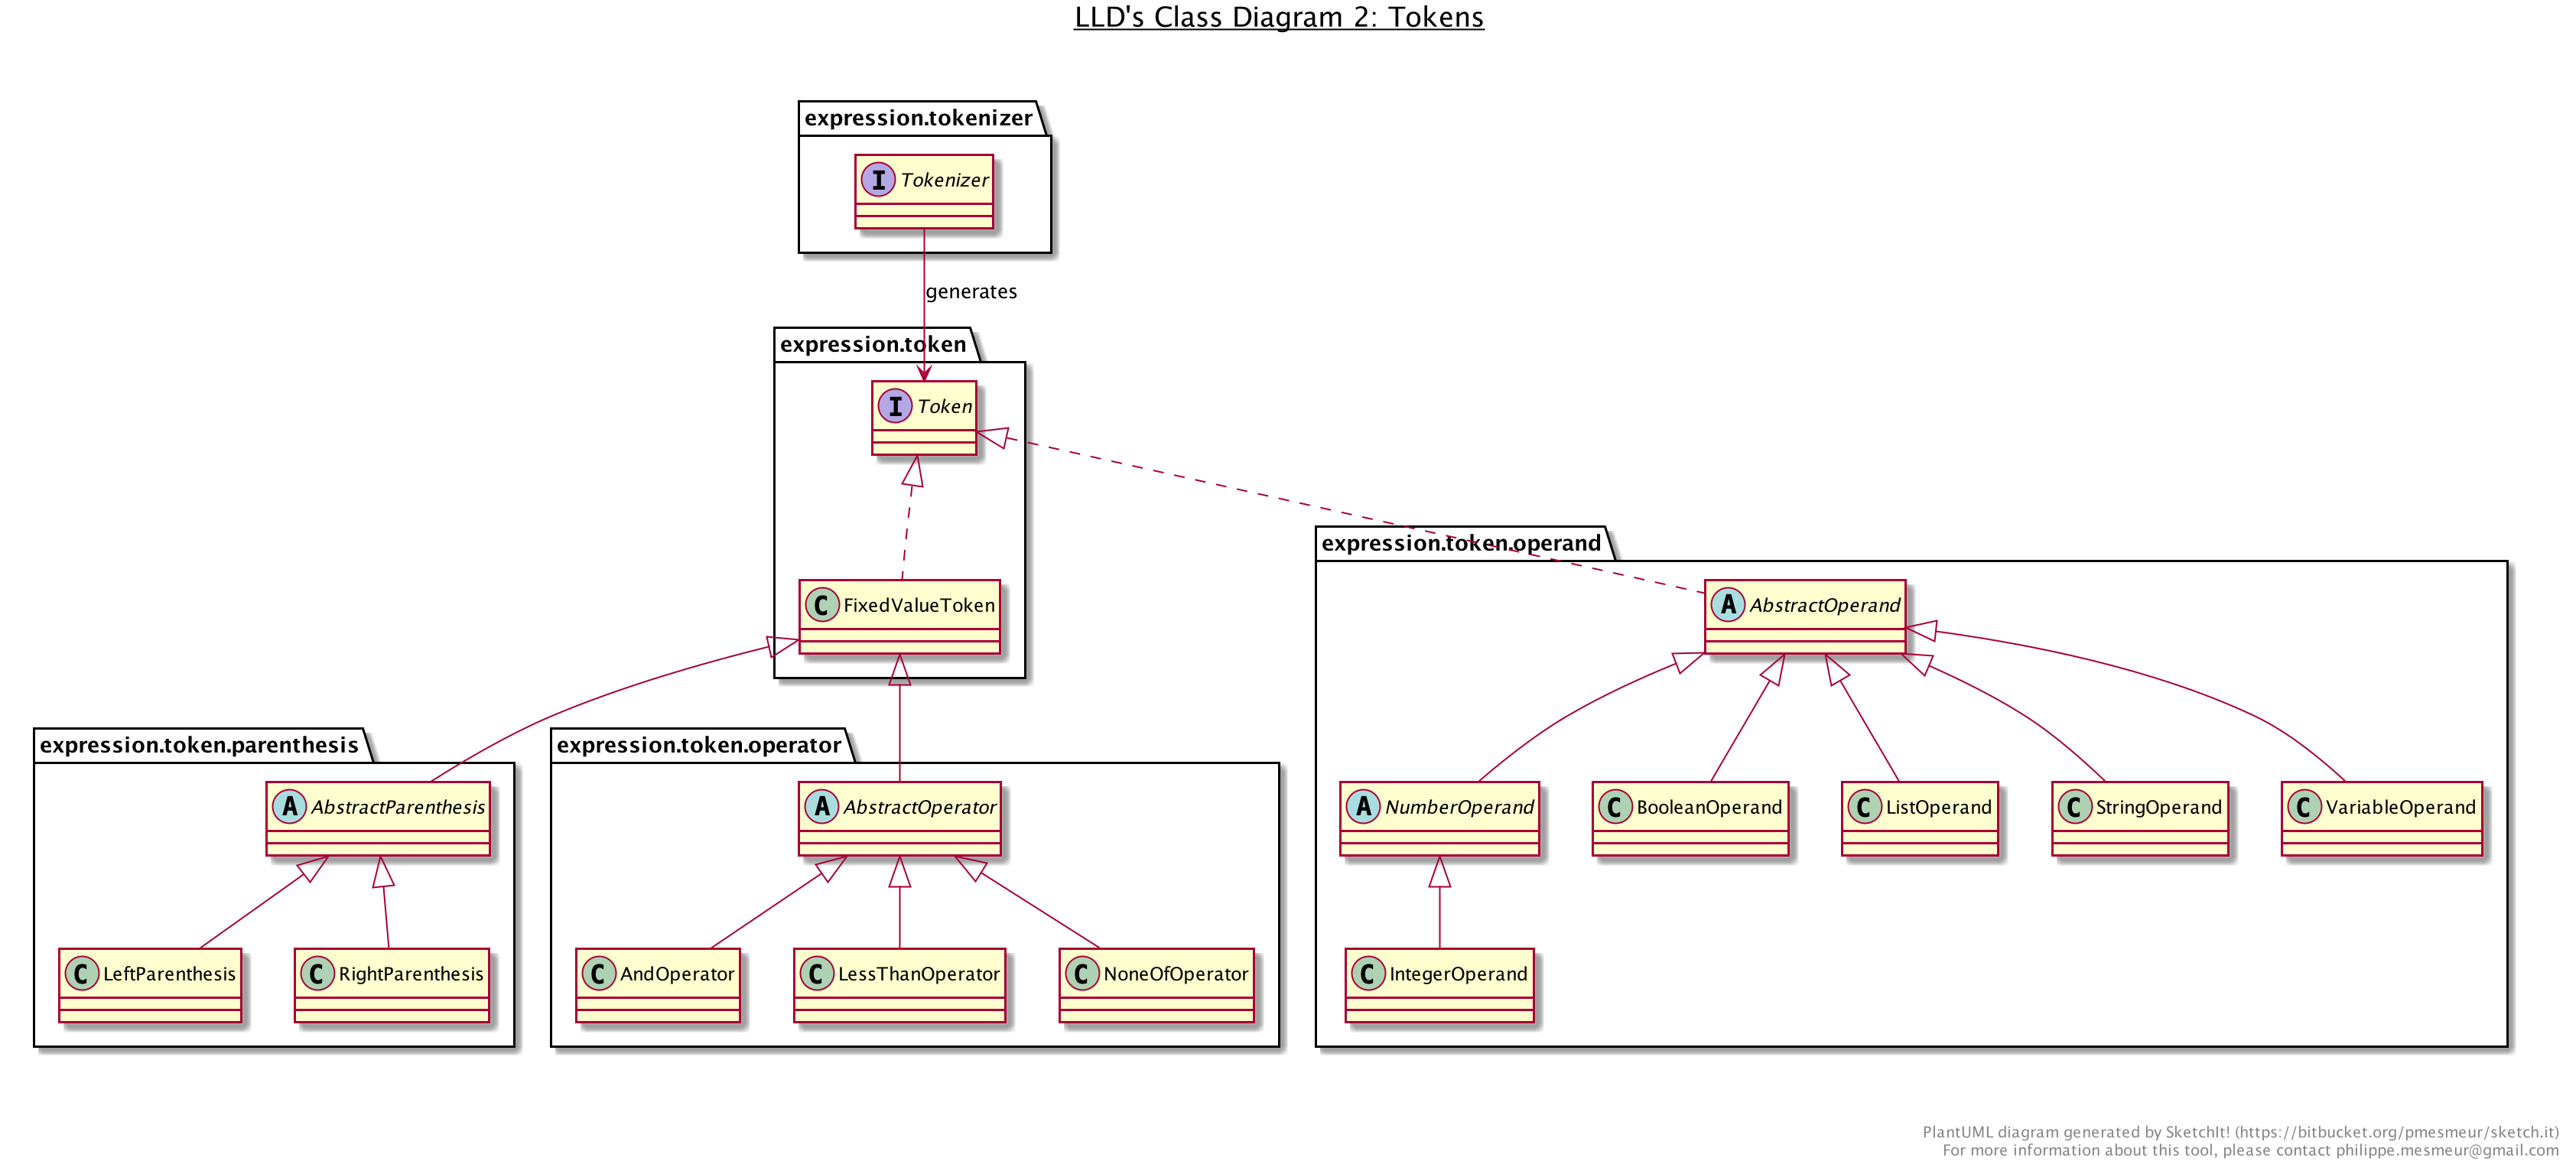 LLD's Class Diagram 2: Tokens
expression.tokenizer
I Tokenizer
generates
expression.token
I Token
expression.token.operand
C FixedValueToken
A AbstractOperand
expression.token.parenthesis
expression.token.operator
A AbstractParenthesis
A AbstractOperator
A NumberOperand
C BooleanOperand
C ListOperand
C StringOperand
C VariableOperand
C LeftParenthesis
C RightParenthesis
C AndOperator
C LessThanOperator
C NoneOfOperator
C IntegerOperand
PlantUML diagram generated by SketchIt! (https://bitbucket.org/pmesmeur/sketch.it)
For more information about this tool, please contact philippe.mesmeur@gmail.com